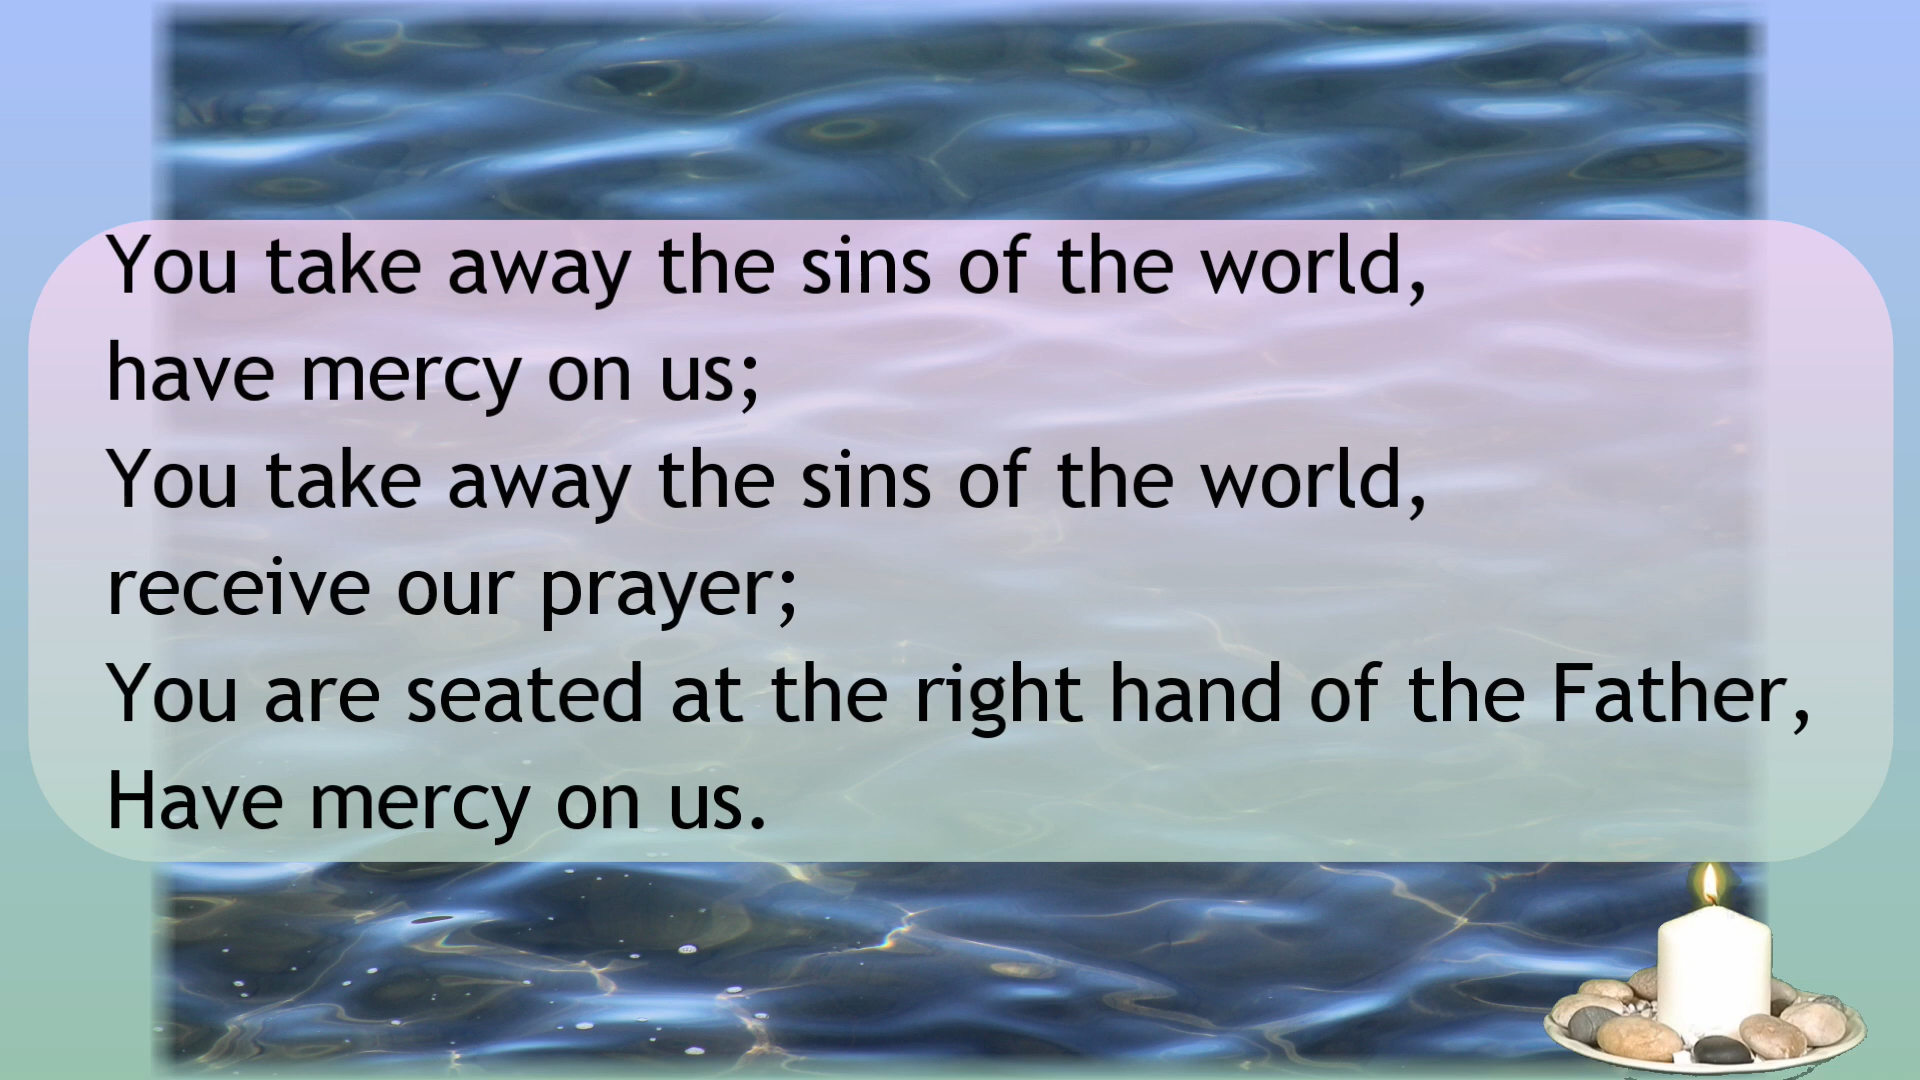 You take away the sins of the world,
have mercy on us;
You take away the sins of the world,
receive our prayer;
You are seated at the right hand of the Father,
Have mercy on us.